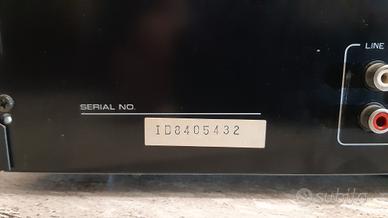 LINE
SERIAL NO.
ID8405432
subito